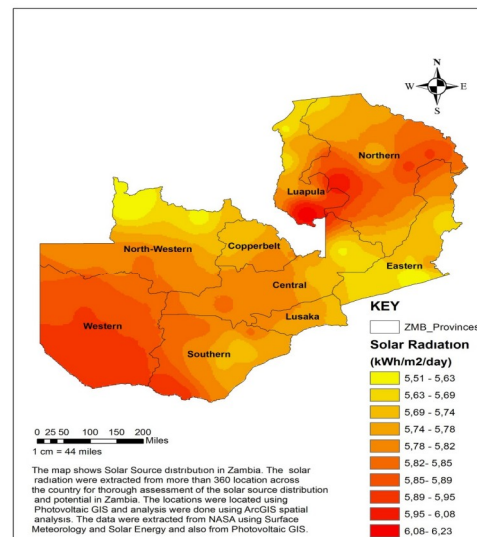 N
W E
S
Northern
Luapula
North-Western
Copperbelt
Eastern
Central
Western
Lusaka
Southern
KEY
ZMB_Provinces
Solar Radiation
(kWh/m2/day)
5,51 - 5,63
5,63 - 5,69
5,69 - 5,74
5,74 - 5,78
5,78 - 5,82
5,82- 5,85
5,85 - 5,89
5,89 - 5,95
5,95 - 6,08
6,08- 6,23
0 25 50 100 150 200
Miles
1 cm = 44 miles
The map shows Solar Source distribution in Zambia. The solar
radiation were extracted from more than 360 location across
the country for thorough assessment of the solar source distribution
and potential in Zambia. The locations were located using
Photovoltaic GIS and analysis were done using ArcGIS spatial
analysis. The data were extracted from NASA using Surface
Meteorology and Solar Energy and also from Photovoltaic GIS.